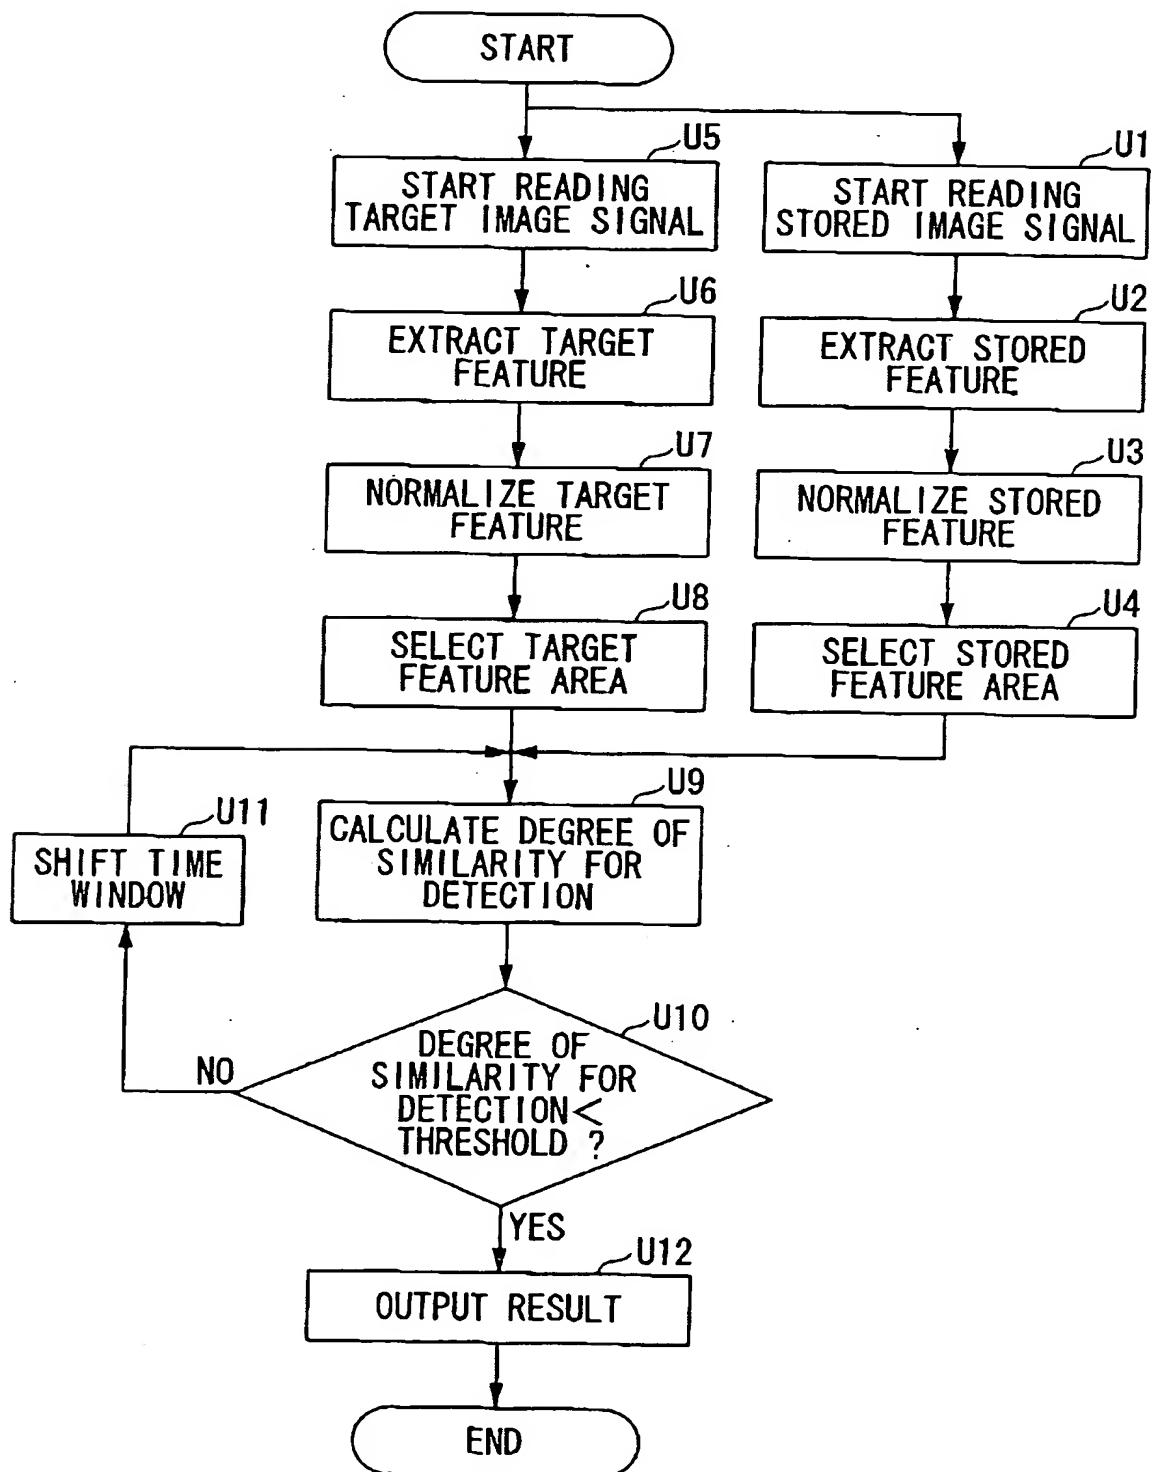 START
U5
START READING
TARGET IMAGE SIGNAL
U1
START READING
STORED IMAGE SIGNAL
U6
EXTRACT TARGET
FEATURE
U2
EXTRACT STORED
FEATURE
U7
NORMALIZE TARGET
FEATURE
U3
NORMALIZE STORED
FEATURE
U8
SELECT TARGET
FEATURE AREA
U4
SELECT STORED
FEATURE AREA
U11
SHIFT TIME
WINDOW
U9
CALCULATE DEGREE OF
SIMILARITY FOR
DETECTION
U10
DEGREE OF
SIMILARITY FOR
DETECTION <
THRESHOLD ?
NO
YES
U12
OUTPUT RESULT
END